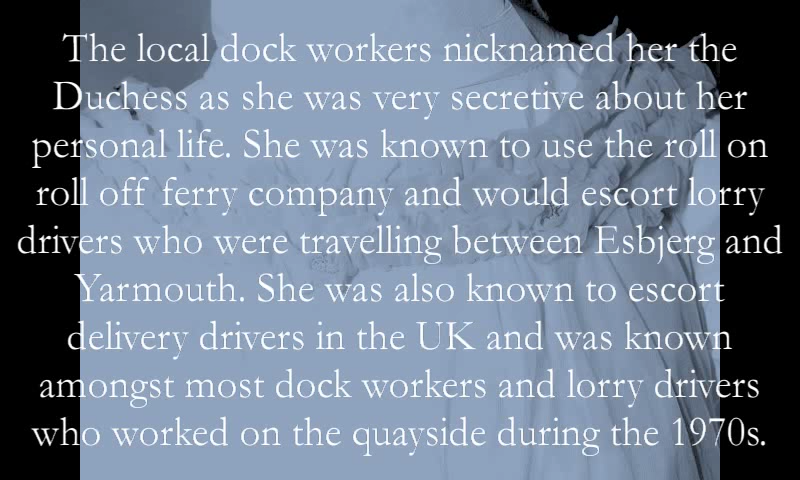 The local dock workers nicknamed her the
Duchess as she was very secretive about her
personal life. She was known to use the roll on
roll off ferry company and would escort lorry
drivers who were travelling between Esbjerg and
Yarmouth. She was also known to escort
delivery drivers in the UK and was known
amongst most dock workers and lorry drivers
who worked on the quayside during the 1970s.